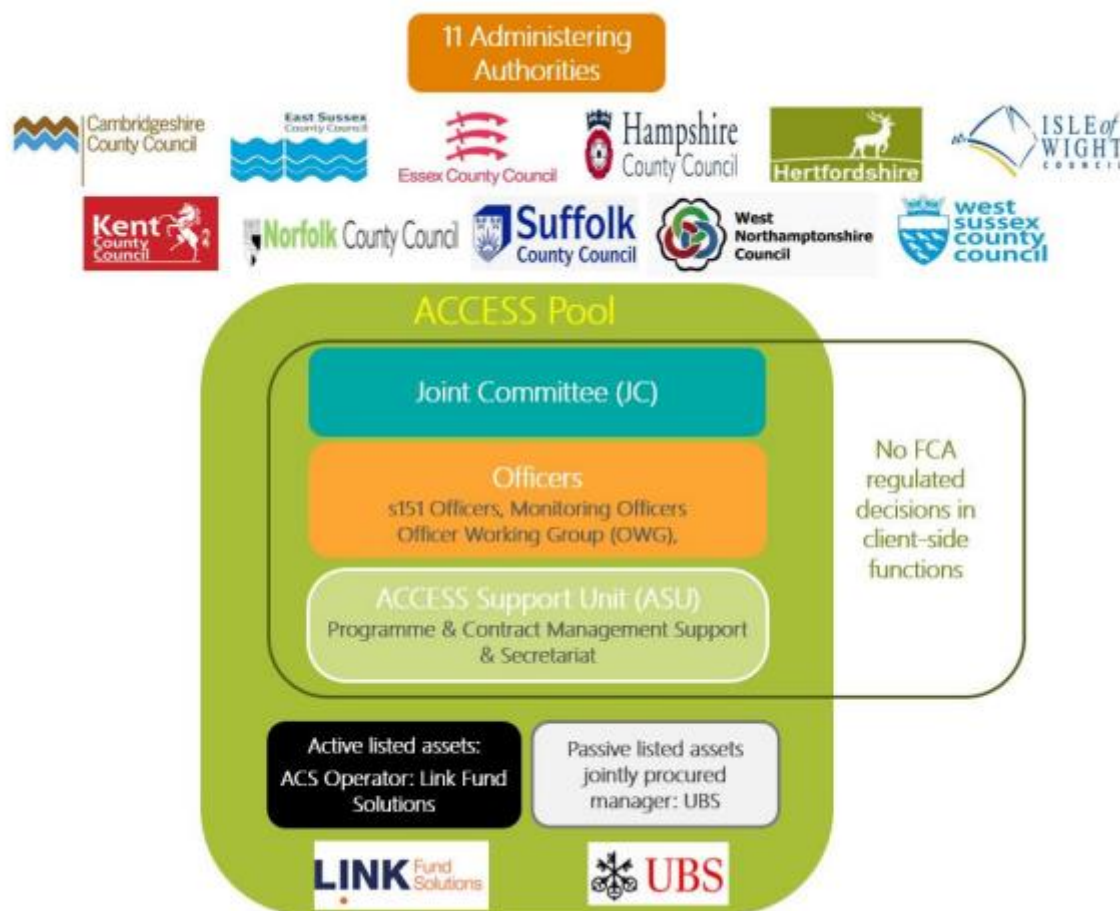 11 Administering
Authorities
Cambridgeshire
County Council
East Sussex
County Council
Essex County Council
Hampshire
County Council
Hertfordshire
ISLE of
WIGHT
COUNCIL
Kent
County
Council
Norfolk County Council
Suffolk
County Council
West
Northamptonshire
Council
west
sussex
county
council
ACCESS Pool
Joint Committee (JC)
Officers
s151 Officers, Monitoring Officers
Officer Working Group (OWG),
ACCESS Support Unit (ASU)
Programme & Contract Management Support
& Secretariat
No FCA
regulated
decisions in
client-side
functions
Active listed assets:
ACS Operator: Link Fund
Solutions
Passive listed assets
jointly procured
manager: UBS
LINK Fund
Solutions
UBS